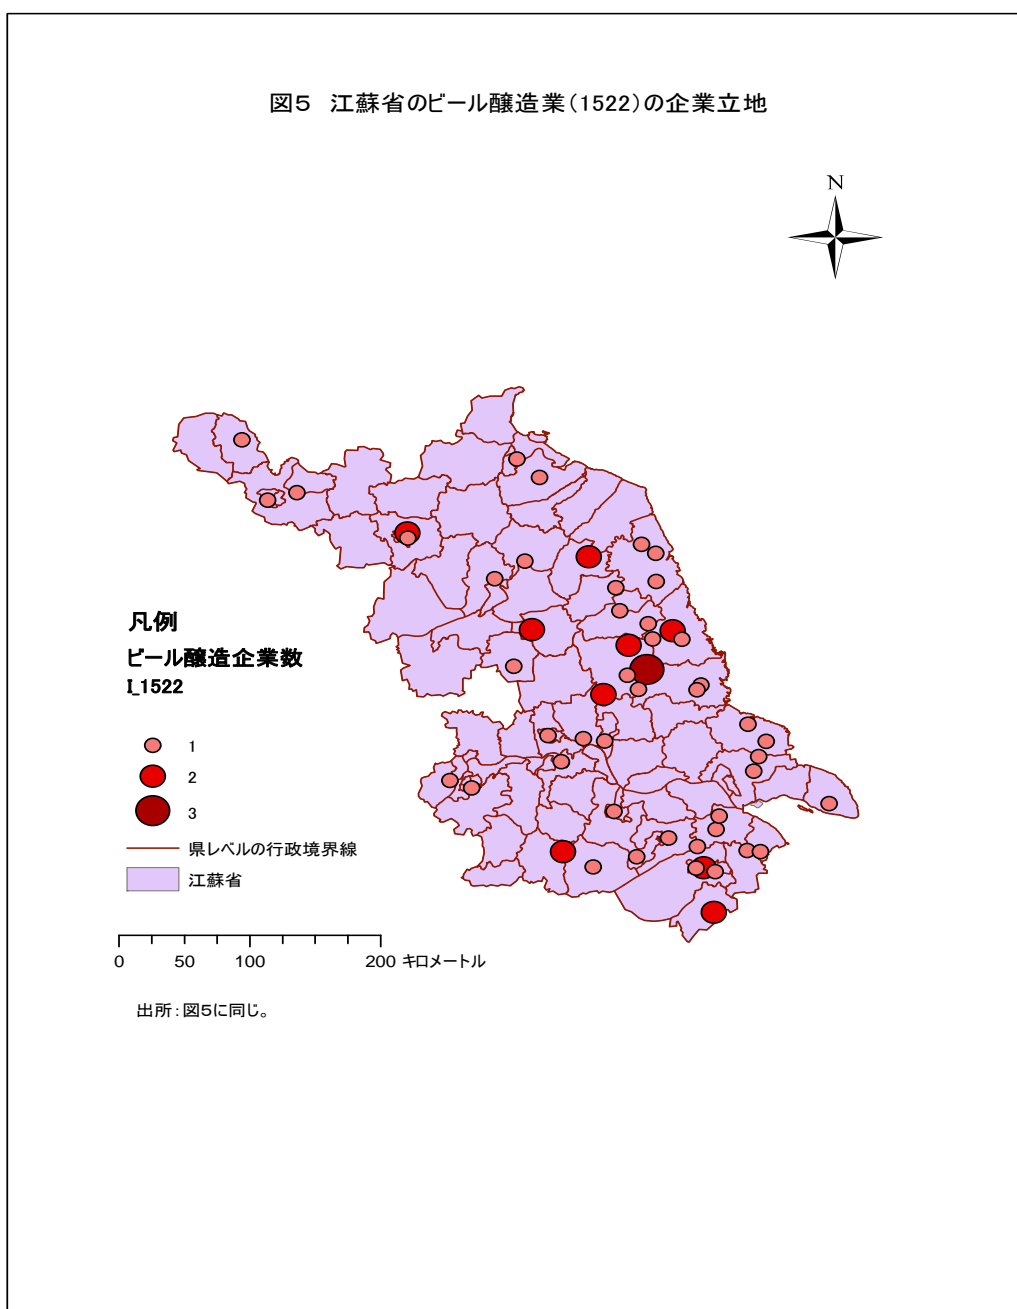 図5 江蘇省のビール醸造業(1522)の企業立地
N
凡例
ビール醸造企業数
I_1522
1
2
3
県レベルの行政境界線
江蘇省
0 50 100 200 キロメートル
出所:図5に同じ。